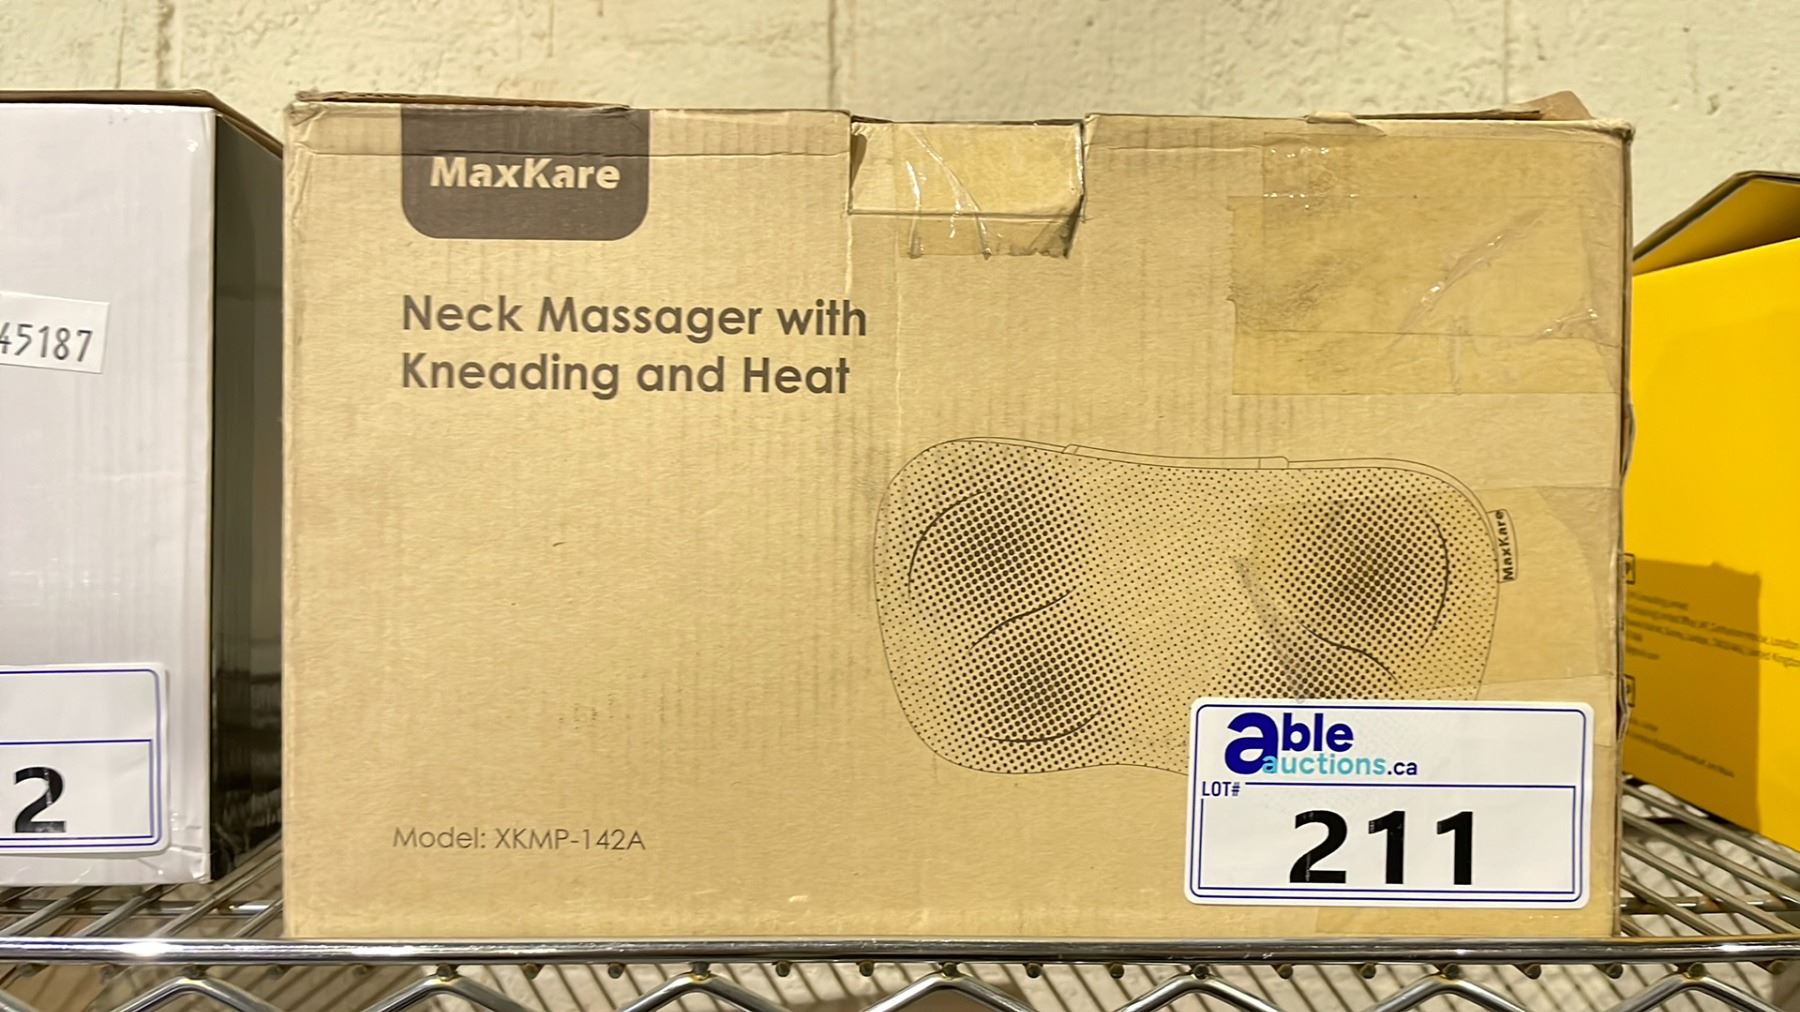 MaxKare
Neck Massager with
Kneading and Heat
MaxKare
Model: XKMP-142A
able
auctions.ca
LOT#
211
45187
2